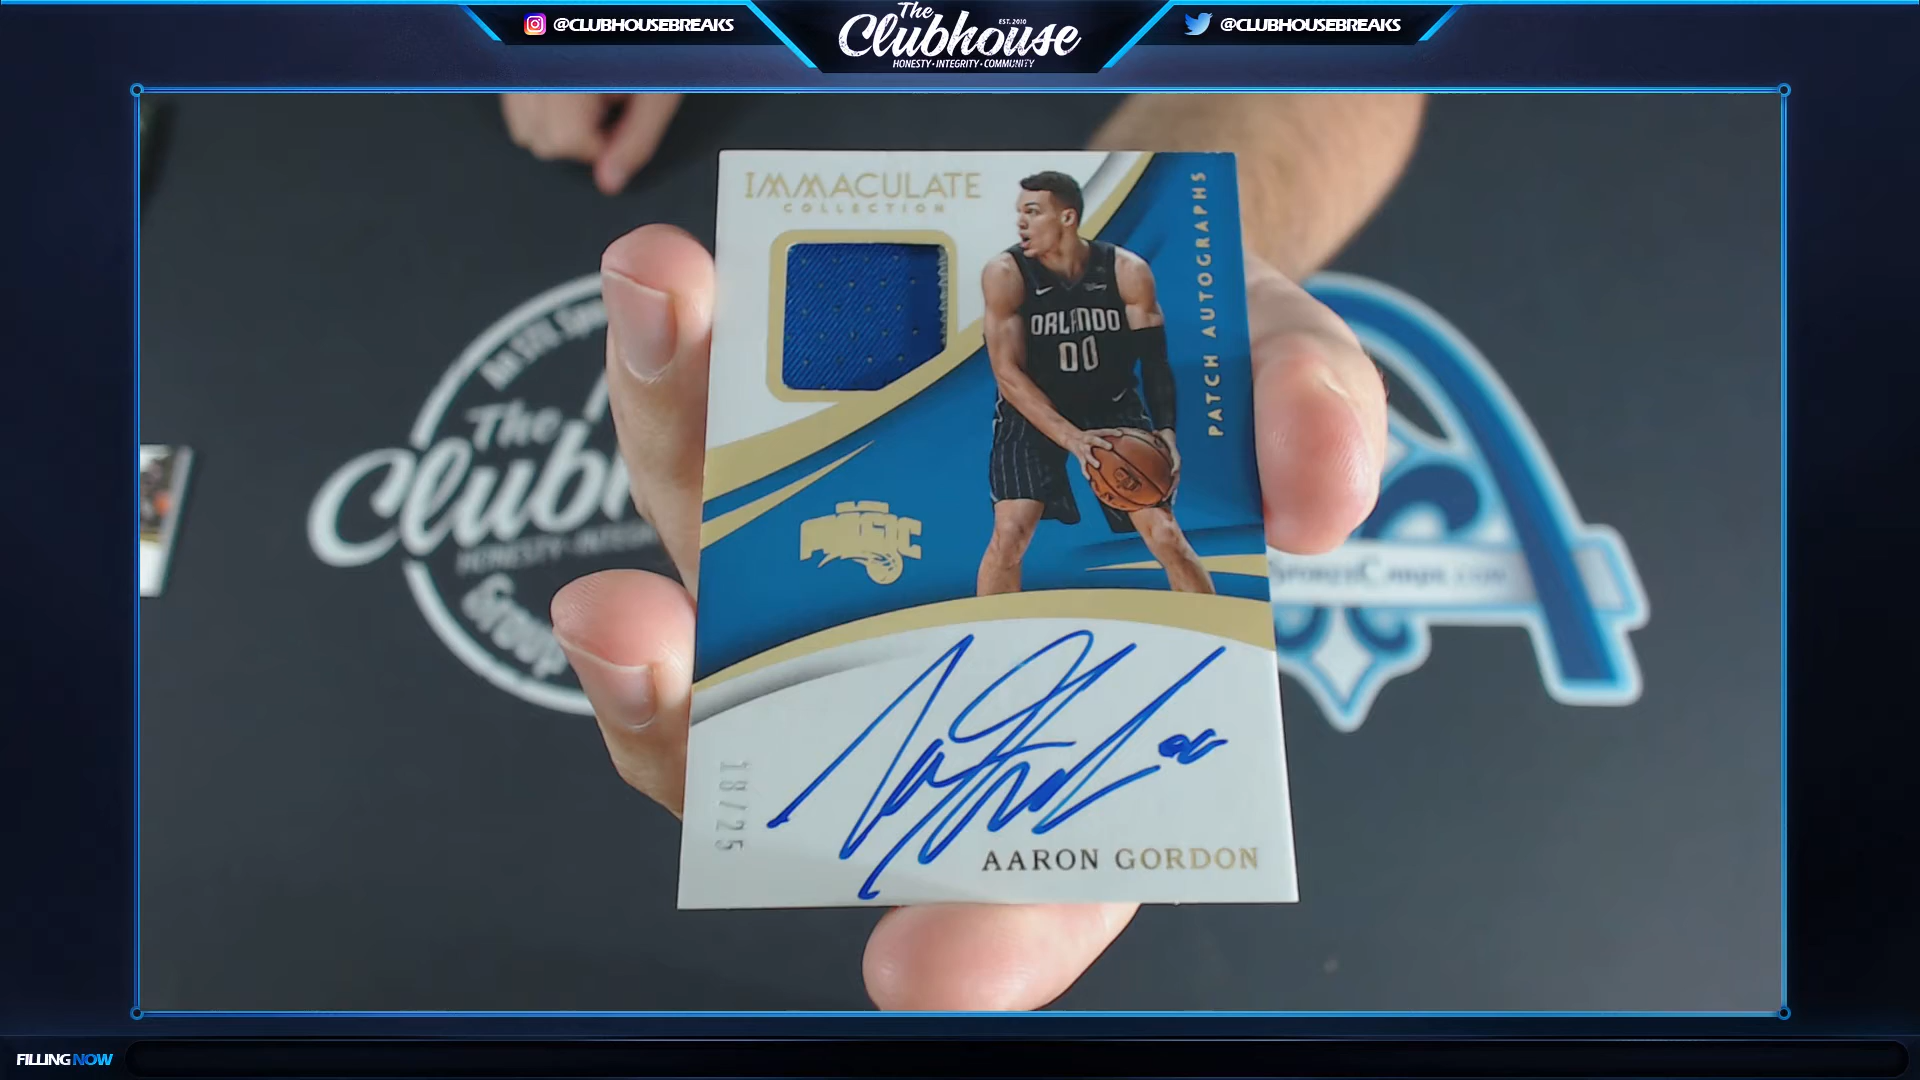 @CLUBHOUSEBREAKS
The
Clubhouse
EST. 2010
HONESTY·INTEGRITY·COMMUNITY
@CLUBHOUSEBREAKS
IMMACULATE
COLLECTION
PATCH AUTOGRAPHS
ORLANDO
00
MAGIC
18/25
AARON GORDON
The
Group
FILLING NOW